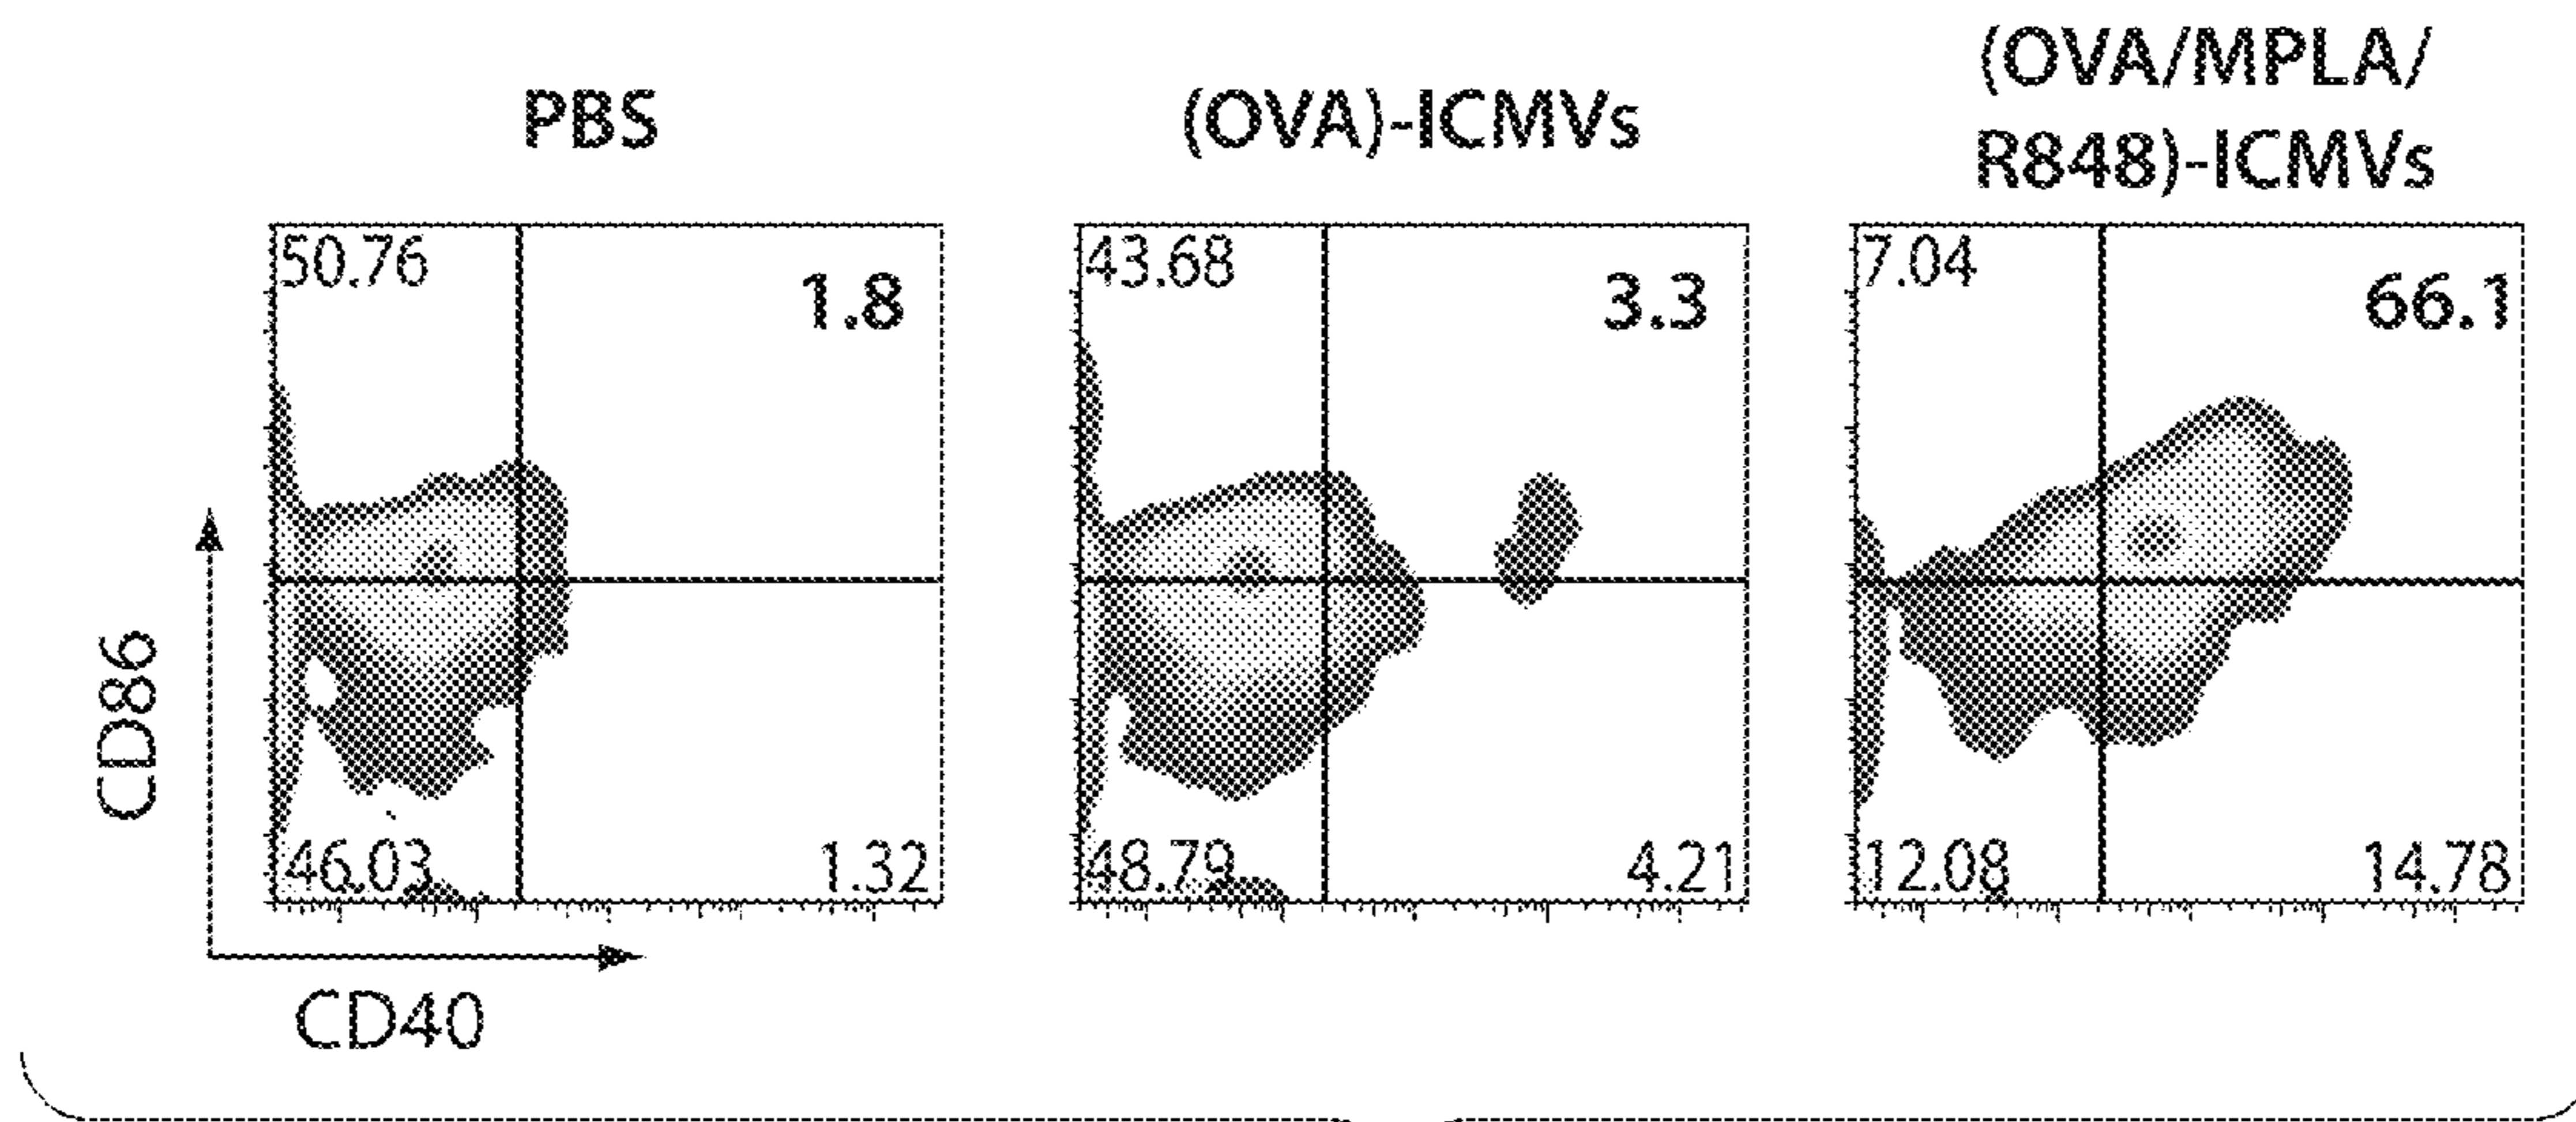 PBS
(OVA)-ICMVs
(OVA/MPLA/
R848)-ICMVs
50.76
1.8
46.03
1.32
43.68
3.3
48.79
4.21
7.04
66.1
12.08
14.78
CD86
CD40